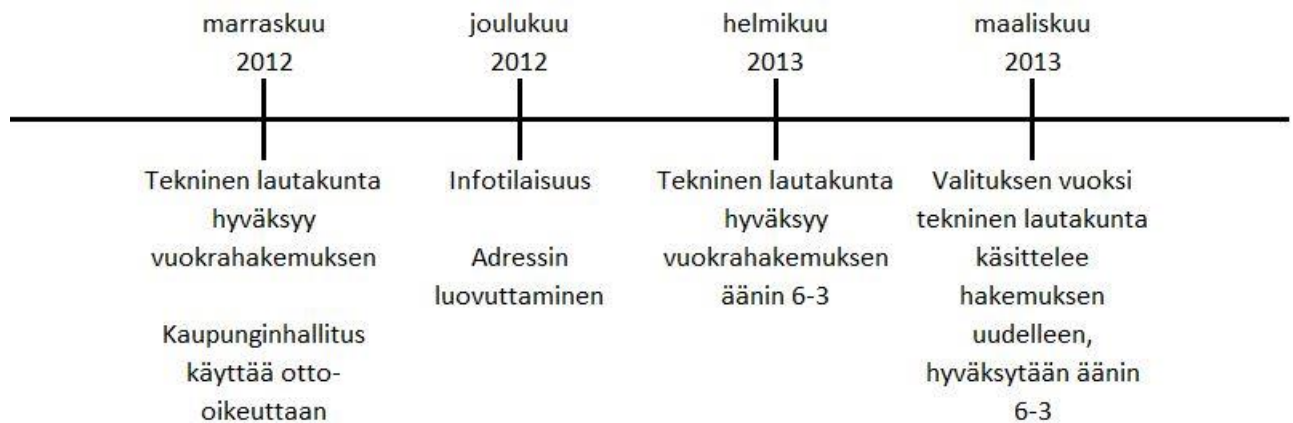 marraskuu
2012
joulukuu
2012
helmikuu
2013
maaliskuu
2013
Tekninen lautakunta
hyväksyy
vuokrahakemuksen
Kaupunginhallitus
käyttää otto-
oikeuttaan
Infotilaisuus
Adressin
luovuttaminen
Tekninen lautakunta
hyväksyy
vuokrahakemuksen
äänin 6-3
Valituksen vuoksi
tekninen lautakunta
käsittelee
hakemuksen
uudelleen,
hyväksytään äänin
6-3